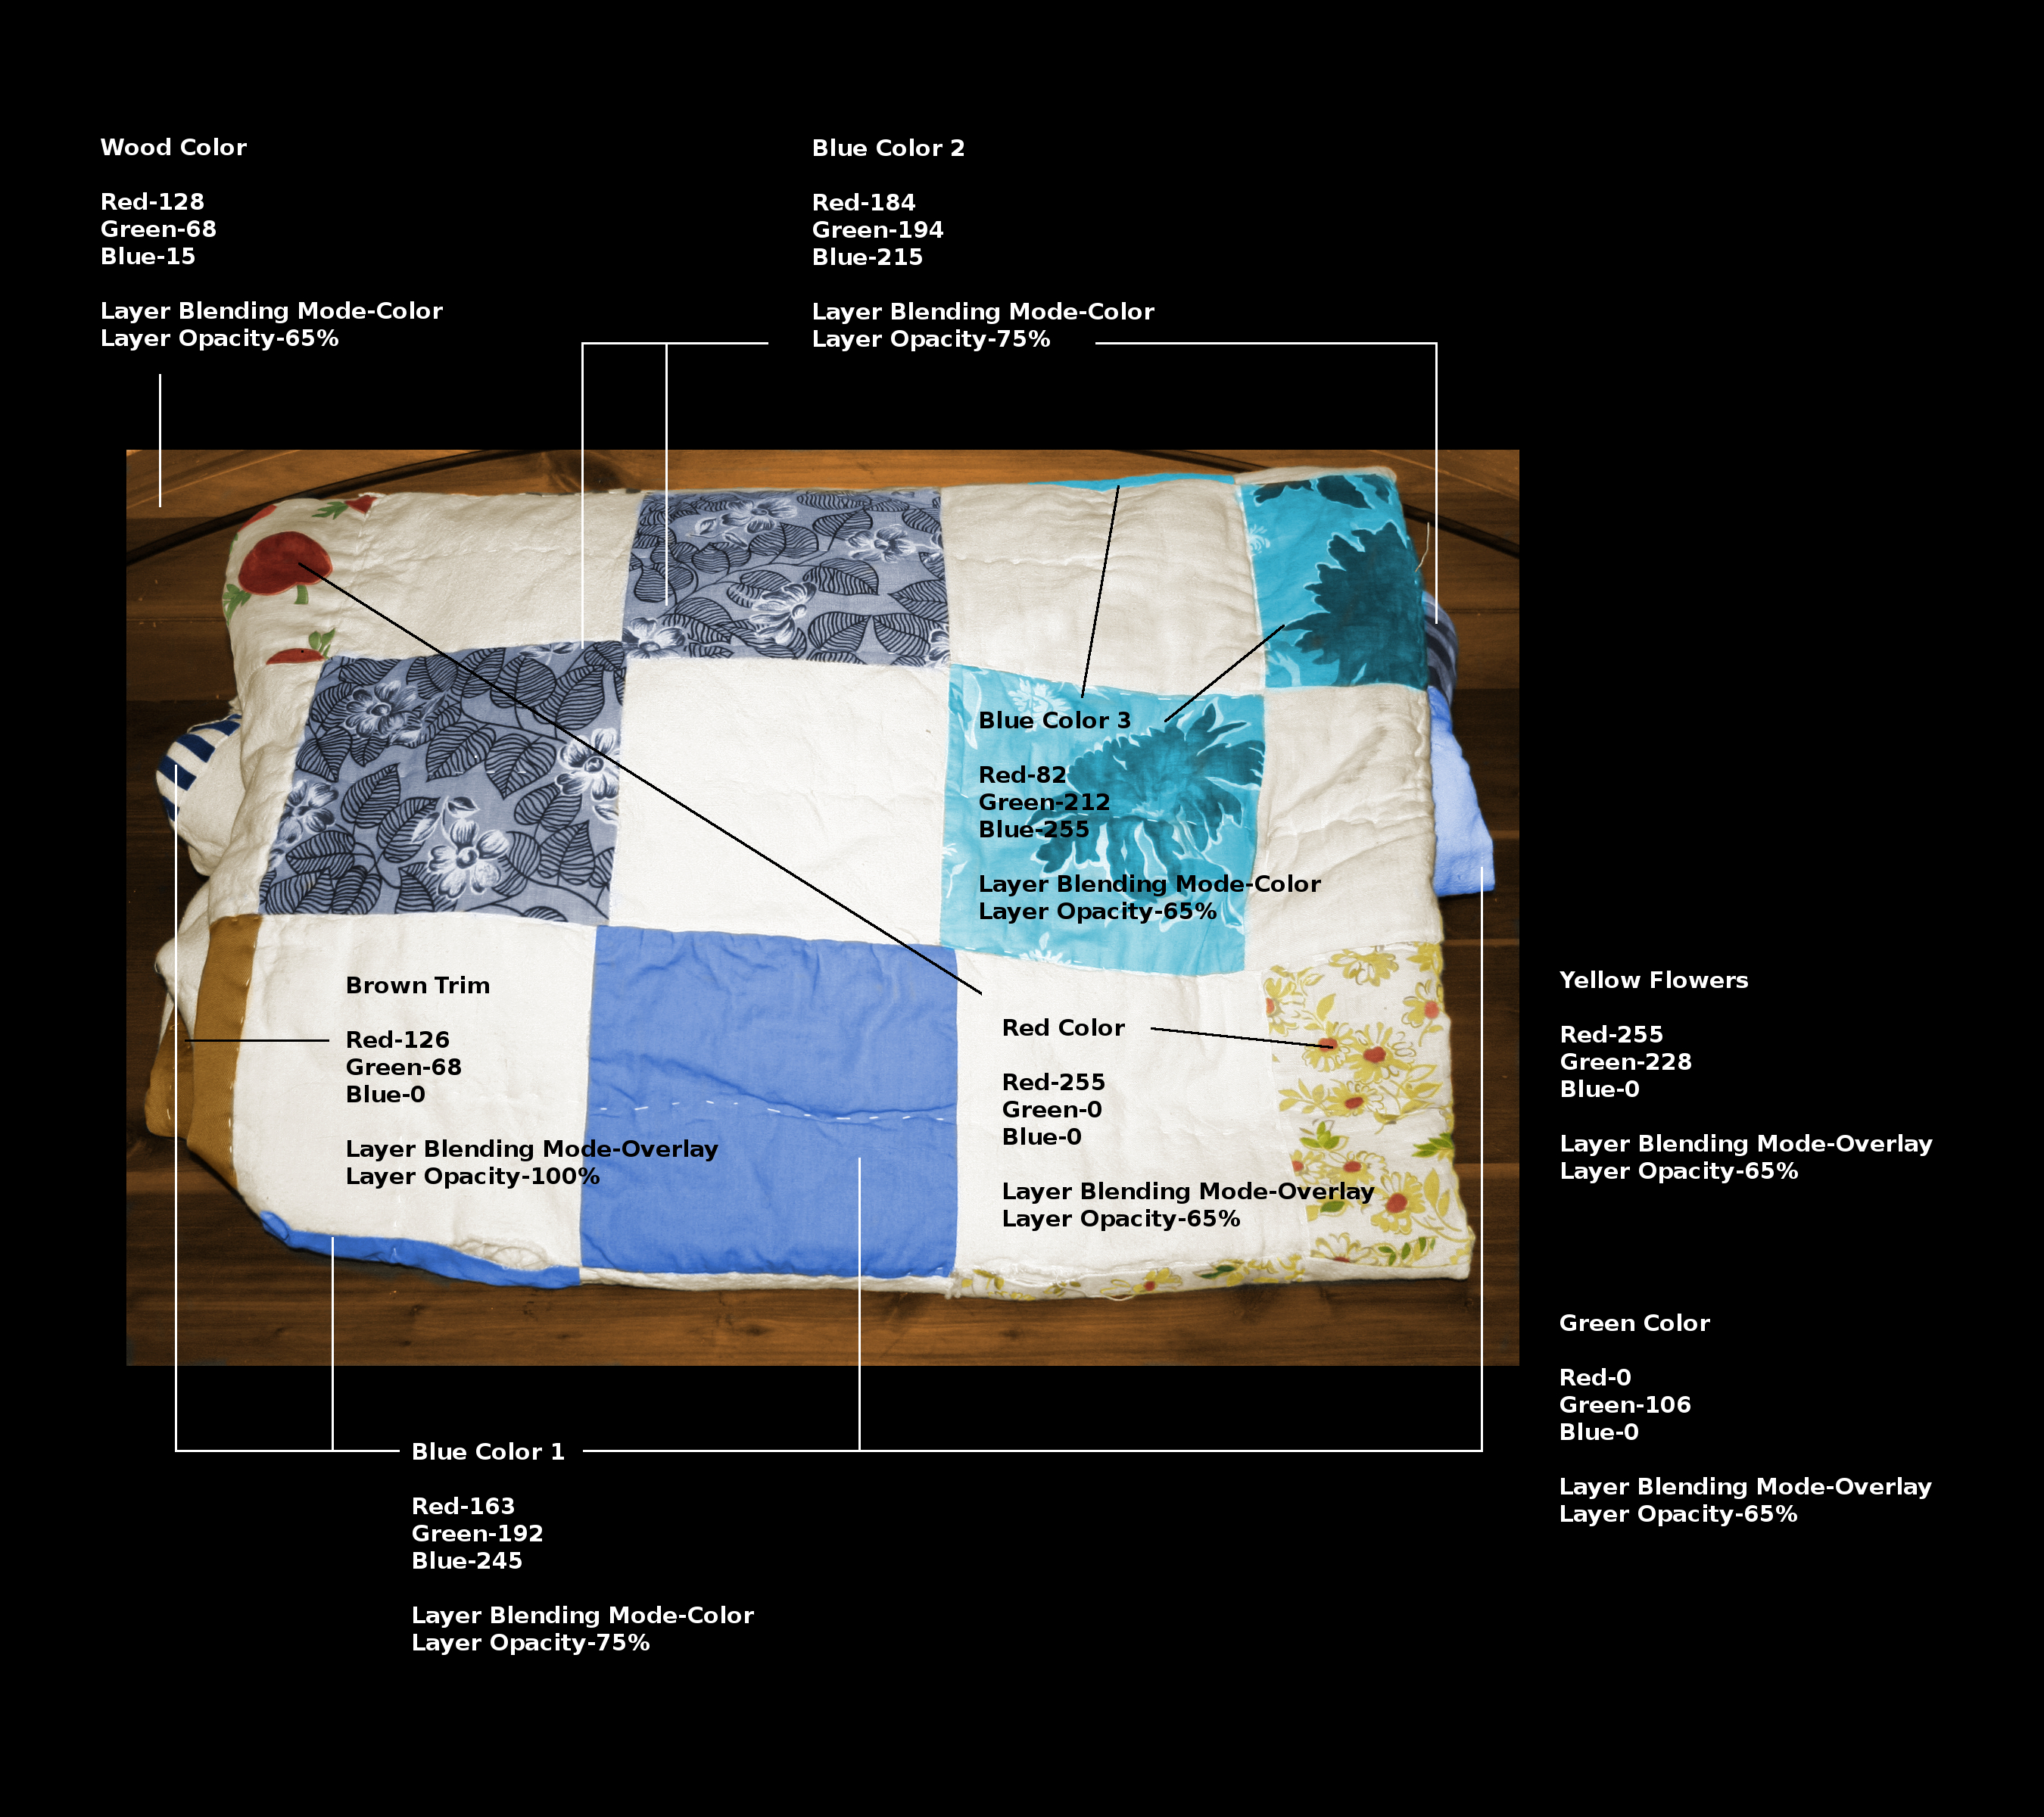 Wood Color
Red-128
Green-68
Blue-15
Layer Blending Mode-Color
Layer Opacity-65%
Blue Color 2
Red-184
Green-194
Blue-215
Layer Blending Mode-Color
Layer Opacity-75%
Blue Color 3
Red-82
Green-212
Blue-255
Layer Blending Mode-Color
Layer Opacity-65%
Brown Trim
Red-126
Green-68
Blue-0
Layer Blending Mode-Overlay
Layer Opacity-100%
Red Color
Red-255
Green-0
Blue-0
Layer Blending Mode-Overlay
Layer Opacity-65%
Yellow Flowers
Red-255
Green-228
Blue-0
Layer Blending Mode-Overlay
Layer Opacity-65%
Green Color
Red-0
Green-106
Blue-0
Layer Blending Mode-Overlay
Layer Opacity-65%
Blue Color 1
Red-163
Green-192
Blue-245
Layer Blending Mode-Color
Layer Opacity-75%